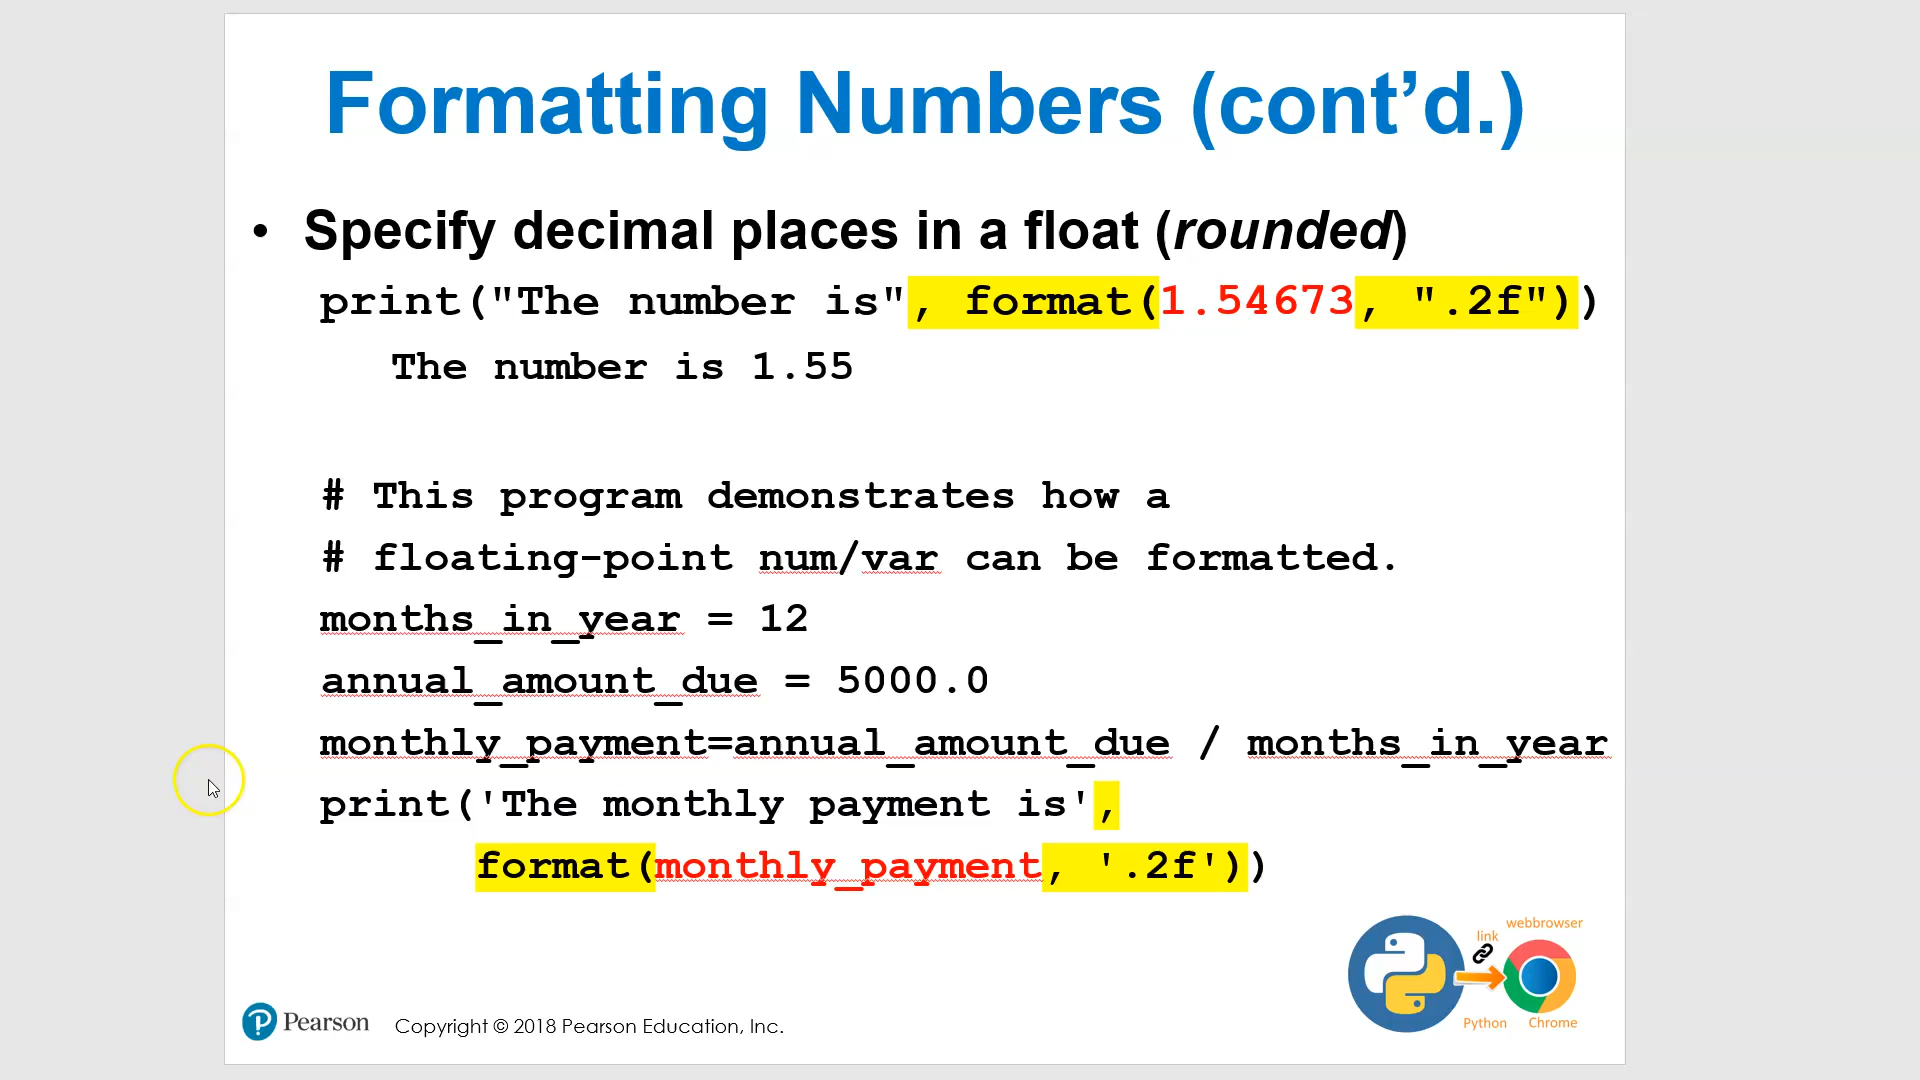 Formatting Numbers (cont’d.)
• Specify decimal places in a float (rounded)
print("The number is", format(1.54673, ".2f"))
The number is 1.55
# This program demonstrates how a
# floating-point num/var can be formatted.
months_in_year = 12
annual_amount_due = 5000.0
monthly_payment=annual_amount_due / months_in_year
print('The monthly payment is',
format(monthly_payment, '.2f'))
webbrowser
link
Python Chrome
Pearson Copyright © 2018 Pearson Education, Inc.